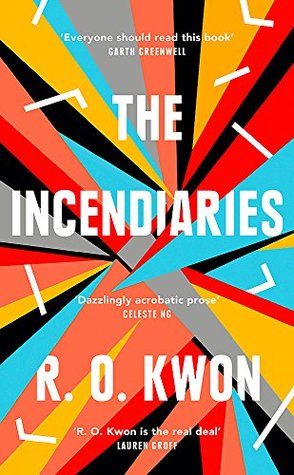 ‘Everyone should read this book’
GARTH GREENWELL
THE
INCENDIARIES
‘Dazzlingly acrobatic prose’
CELESTE NG
R. O. KWON
‘R. O. Kwon is the real deal’
LAUREN GROFF